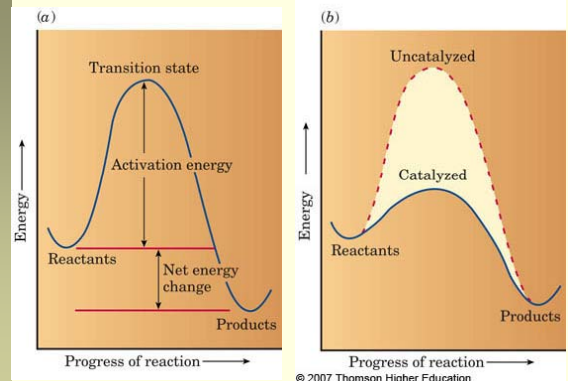 (a)
Transition state
Activation energy
Energy
Reactants
Net energy
change
Products
Progress of reaction
(b)
Uncatalyzed
Catalyzed
Energy
Reactants
Products
Progress of reaction
© 2007 Thomson Higher Education